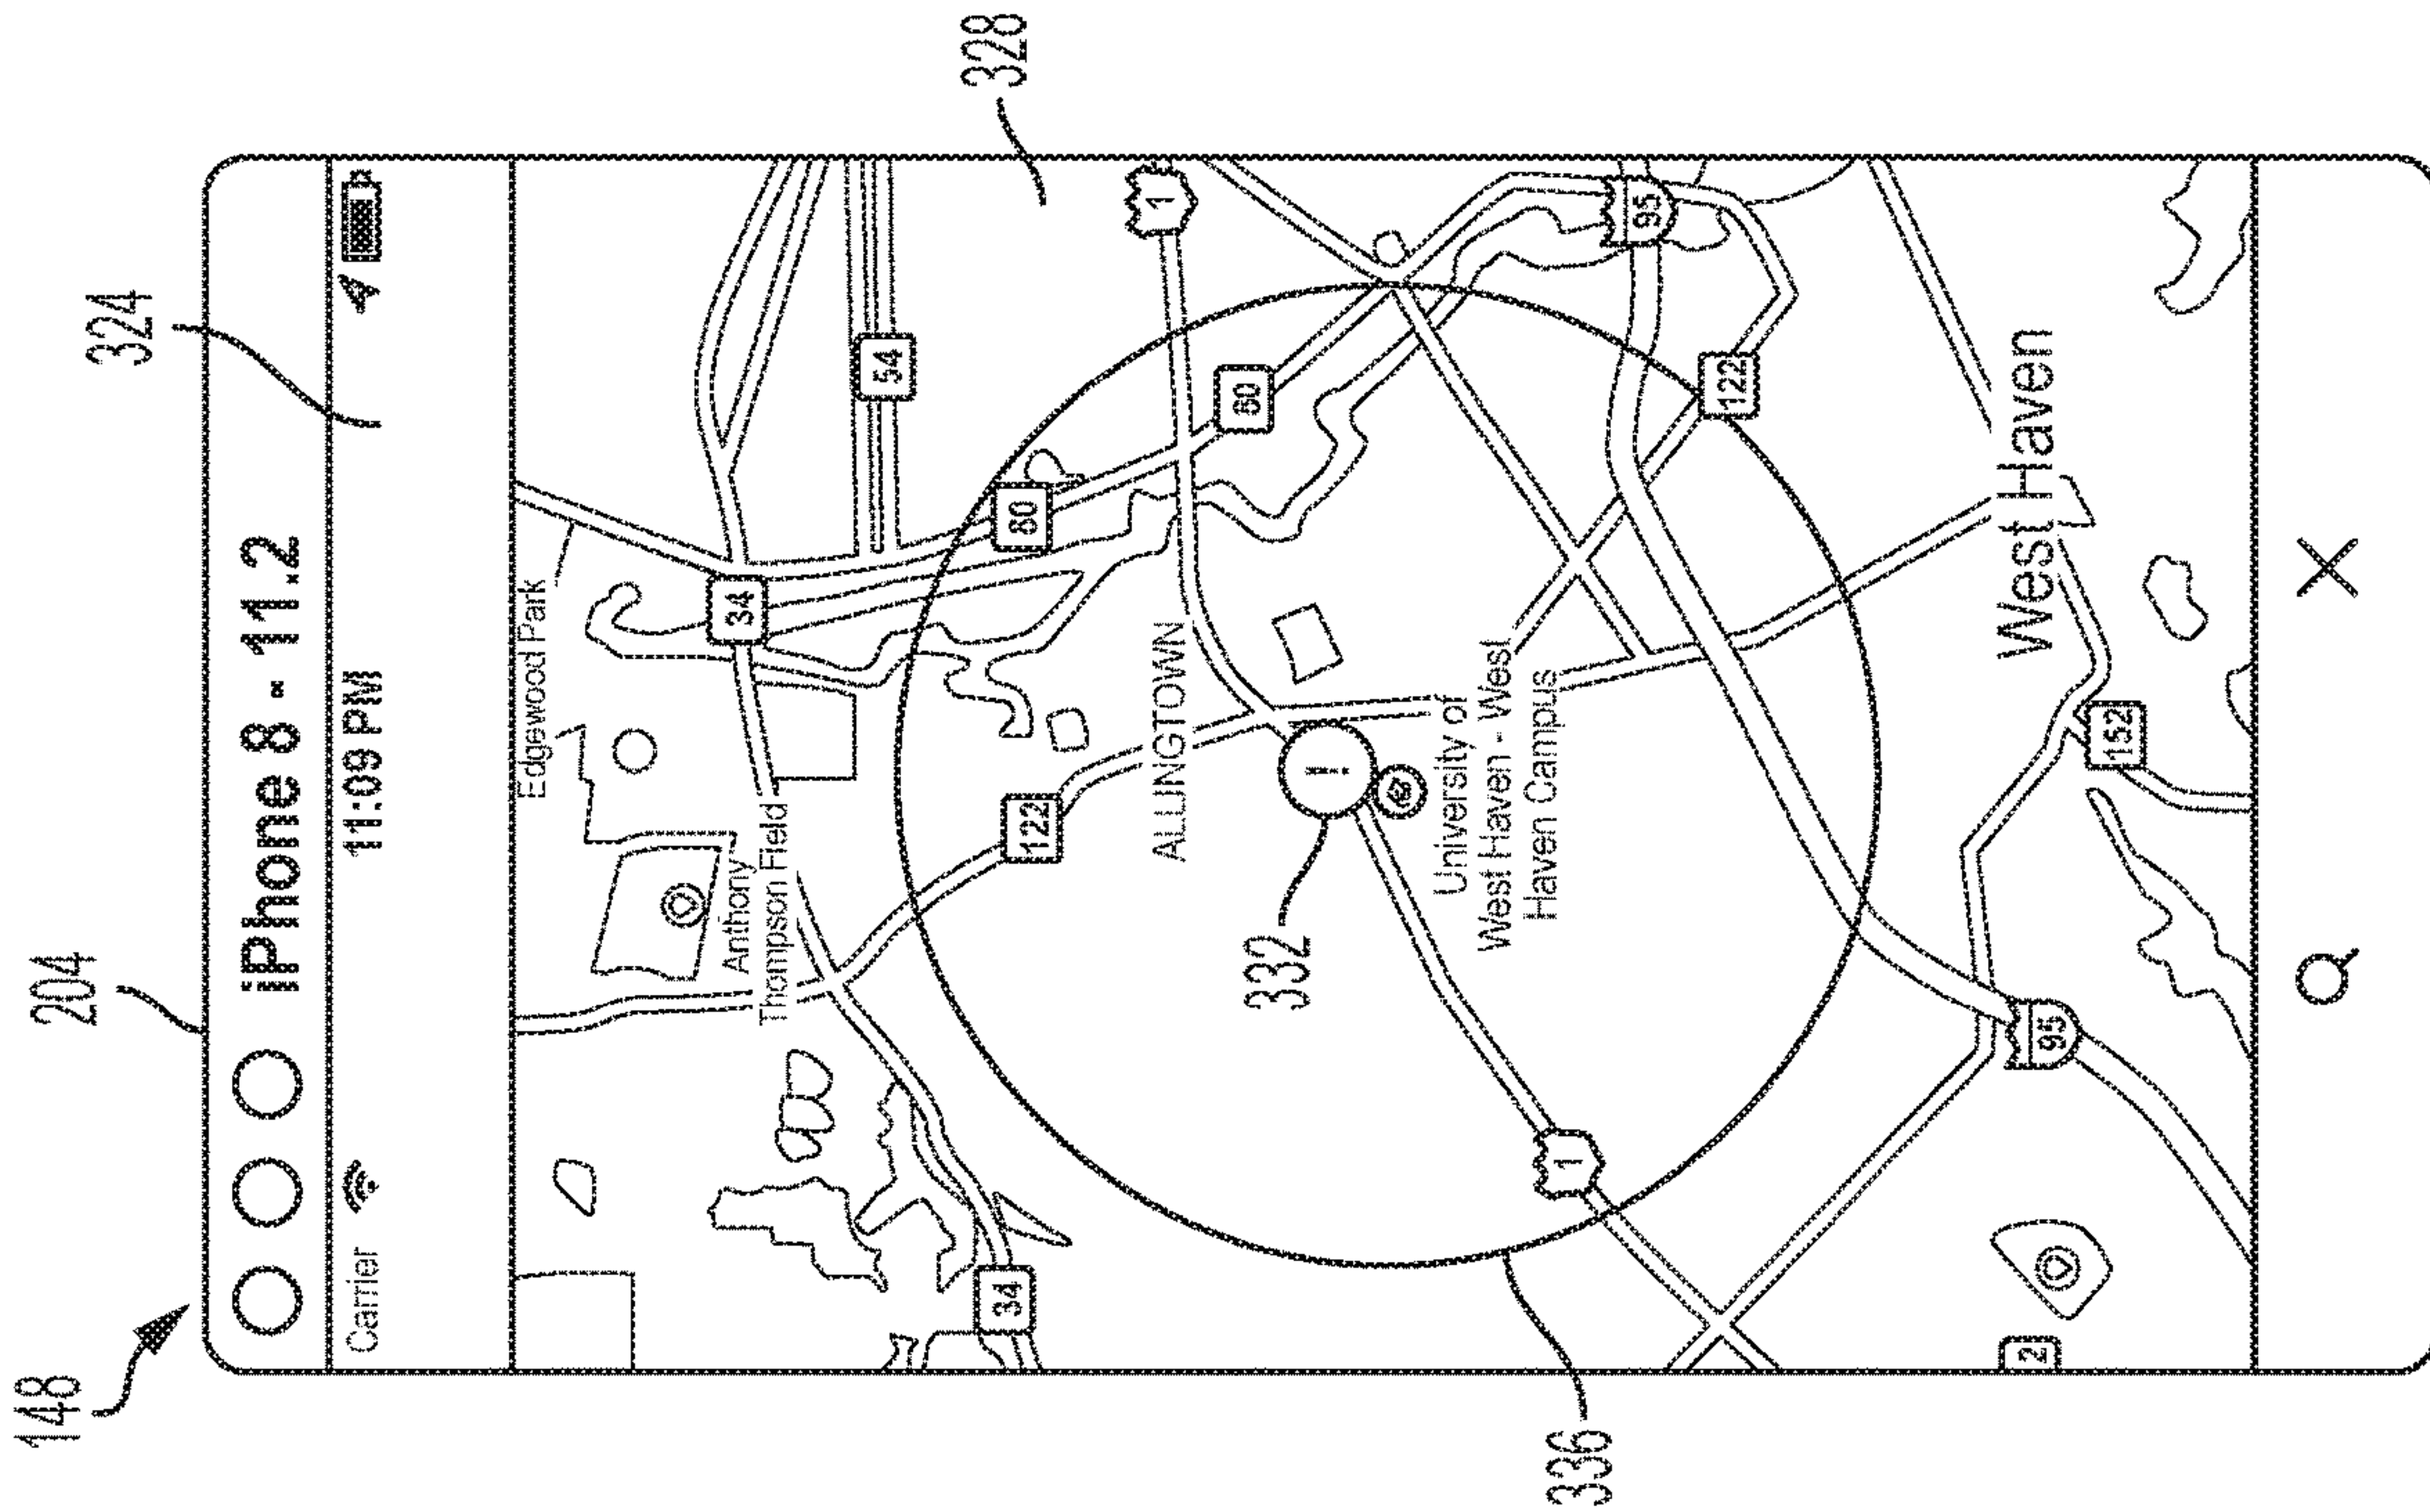 148
204
324
328
iPhone 8 - 11.2
Carrier
11:09 PM
Edgewood Park
Anthony
Thompson Field
34
54
34
122
80
ALLINGTOWN
1
60
332
University of
West Haven - West
Haven Campus
1
95
122
336
West Haven
95
2
152